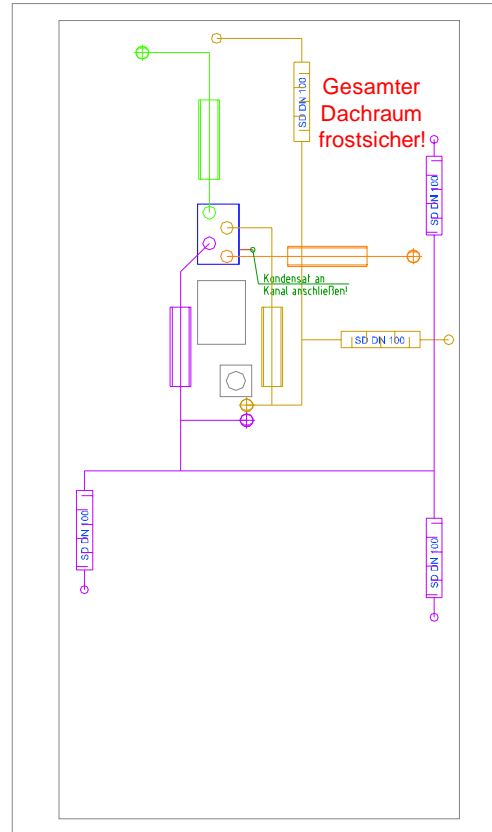 SD DN 100
Gesamter
Dachraum
frostsicher!
SD DN 100
Kondensat an
Kanal anschließen!
SD DN 100
SD DN 100
SD DN 100